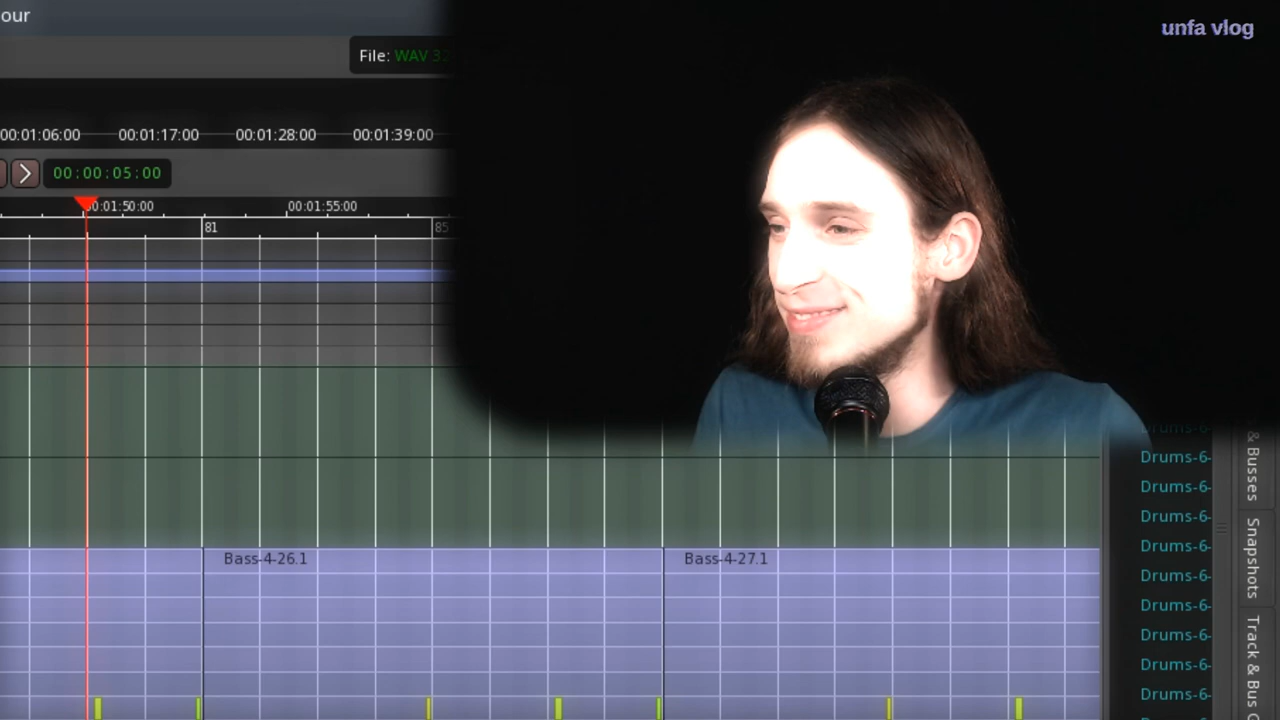 our
unfa vlog
File: WAV 32
00:01:06:00 00:01:17:00 00:01:28:00 00:01:39:00
00:00:05:00
00:01:50:00 00:01:55:00
81 85
Drums-6-
Drums-6-
Drums-6-
Drums-6-
Drums-6-
Bass-4-26.1 Bass-4-27.1
Drums-6-
Drums-6-
Drums-6-
Drums-6-
Drums-6-
& Busses
Snapshots
Track & Bus G